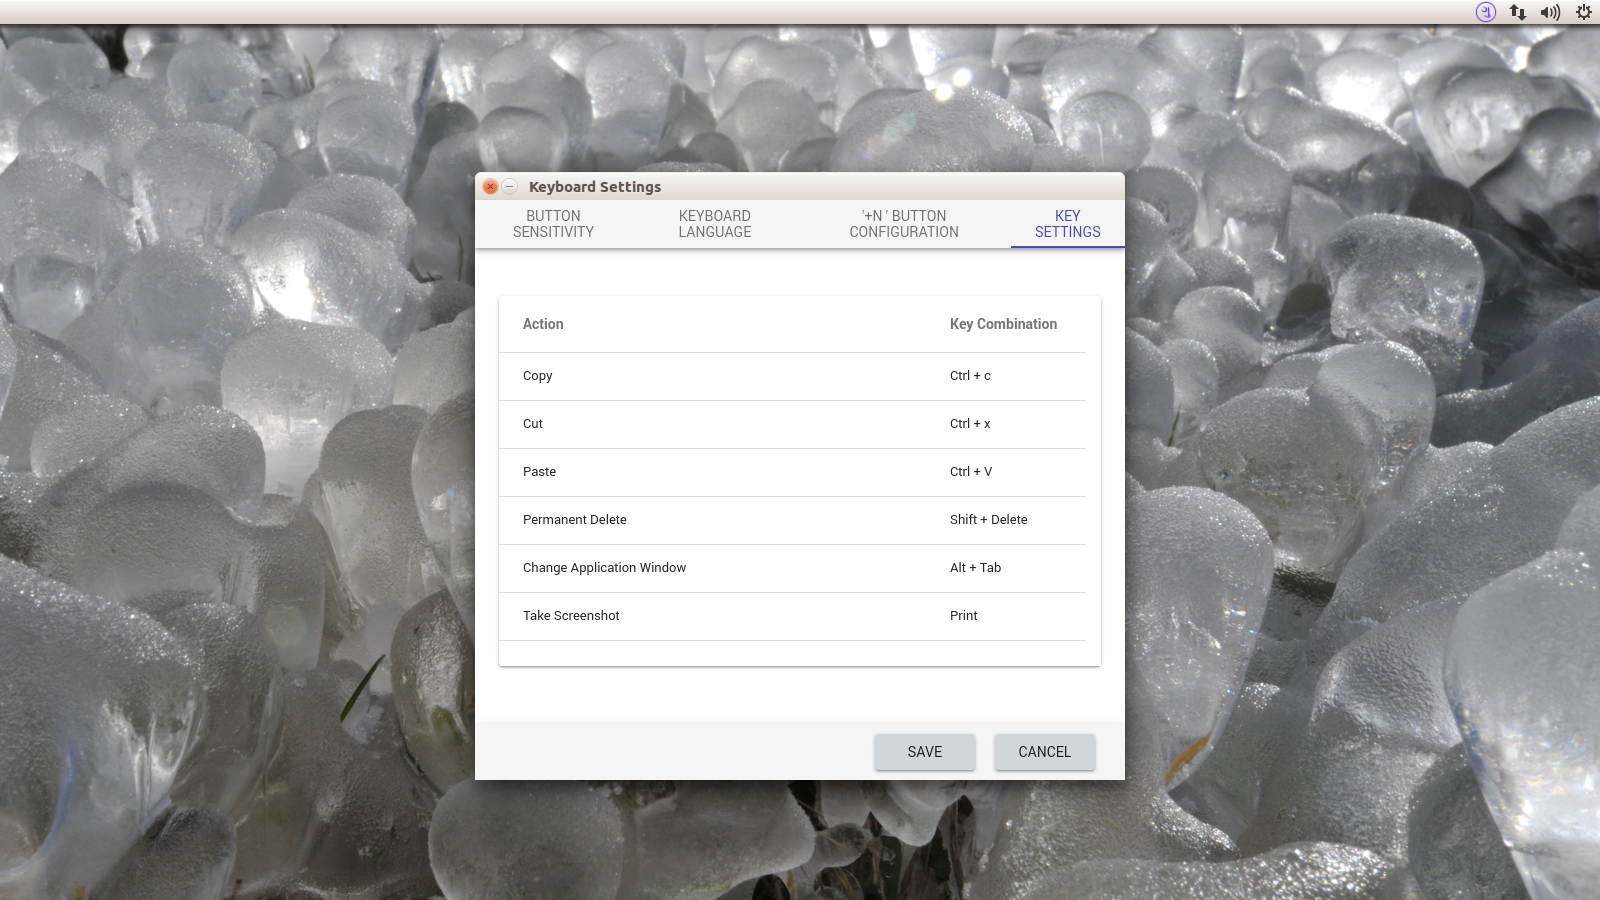 Keyboard Settings
BUTTON SENSITIVITY
KEYBOARD LANGUAGE
'+N ' BUTTON CONFIGURATION
KEY SETTINGS
Action Key Combination
Copy Ctrl + c
Cut Ctrl + x
Paste Ctrl + V
Permanent Delete Shift + Delete
Change Application Window Alt + Tab
Take Screenshot Print
SAVE CANCEL